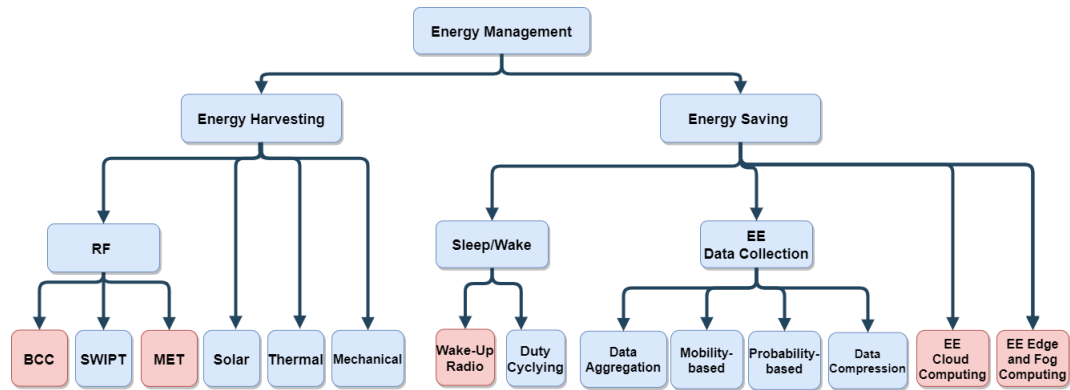 Energy Management
Energy Harvesting
Energy Saving
RF
Sleep/Wake
EE
Data Collection
BCC
SWIPT
MET
Solar
Thermal
Mechanical
Wake-Up
Radio
Duty
Cyclying
Data
Aggregation
Mobility-
based
Probability-
based
Data
Compression
EE
Cloud
Computing
EE Edge
and Fog
Computing